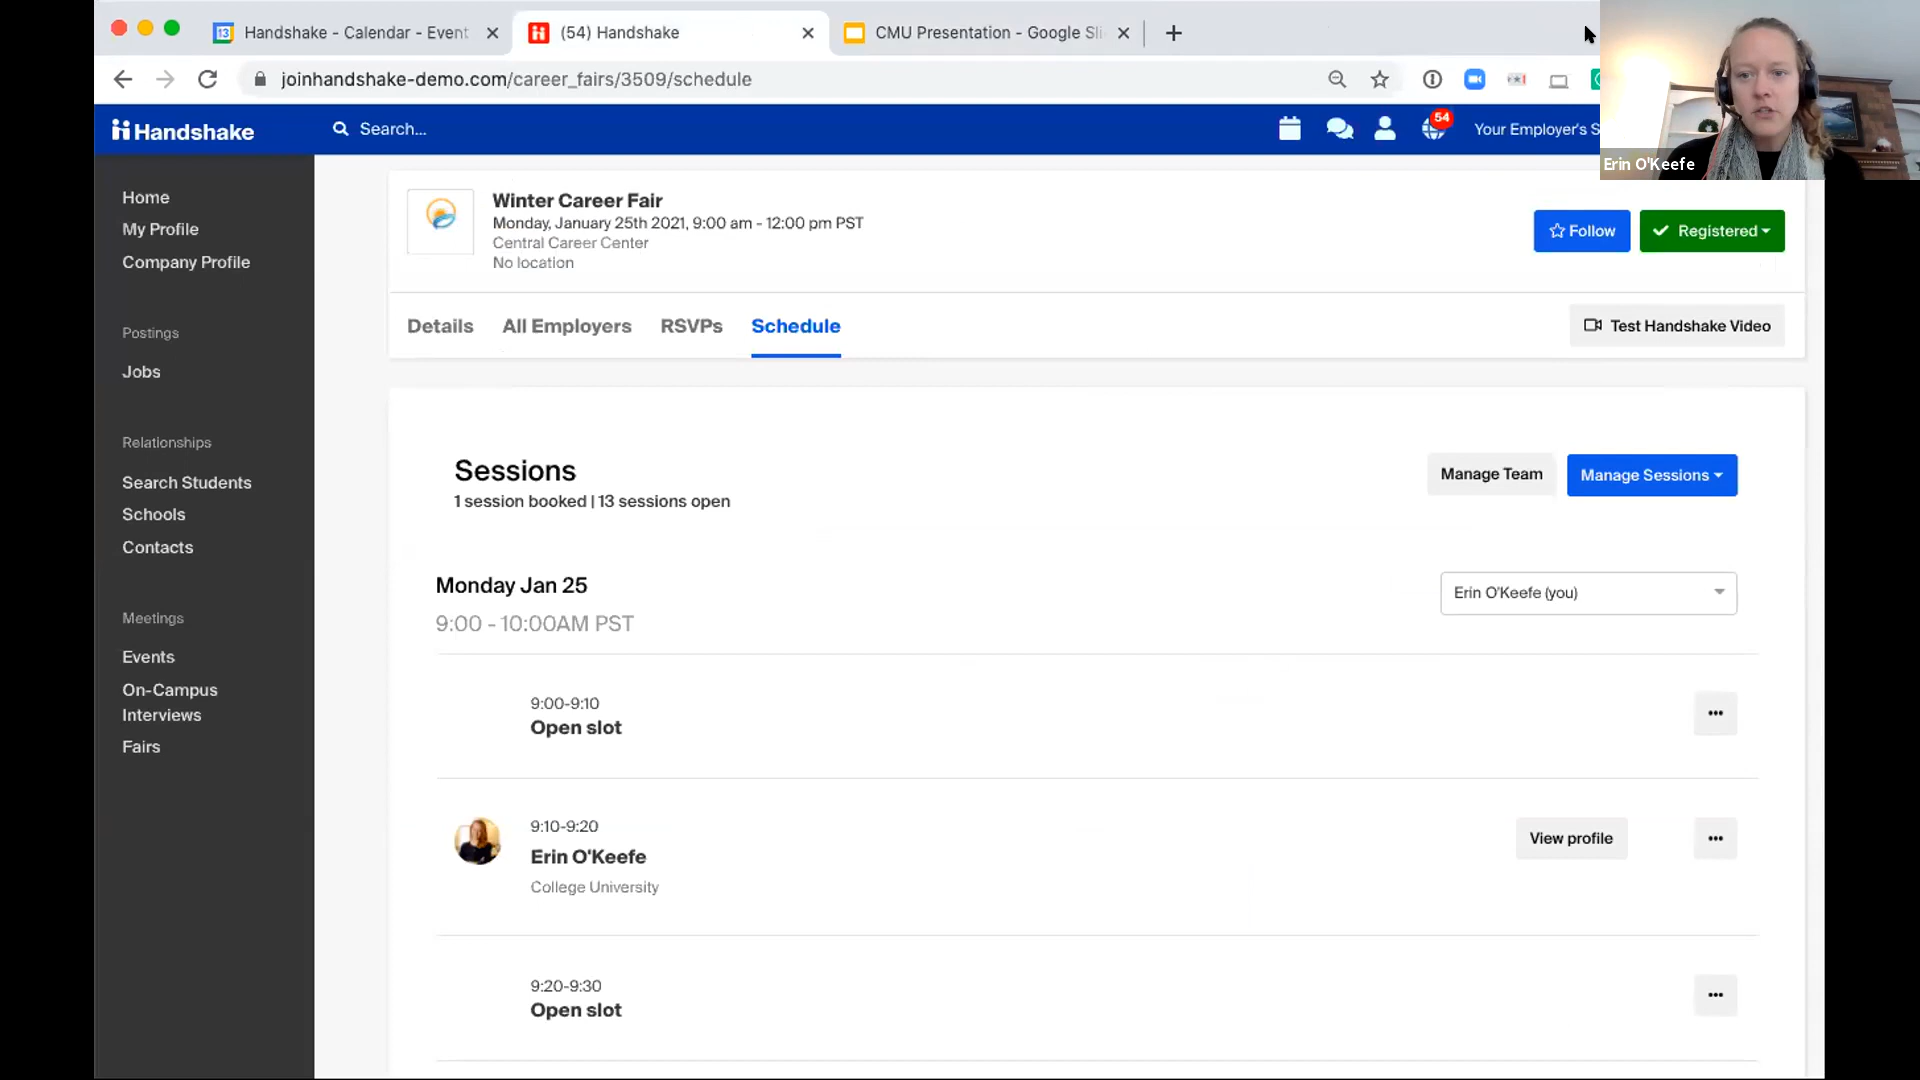 13 Handshake - Calendar - Event
(54) Handshake
CMU Presentation - Google Sli
joinhandshake-demo.com/career_fairs/3509/schedule
Handshake
Search...
54
Your Employer's S
Erin O'Keefe
Home
My Profile
Company Profile
Postings
Jobs
Relationships
Search Students
Schools
Contacts
Meetings
Events
On-Campus
Interviews
Fairs
Winter Career Fair
Monday, January 25th 2021, 9:00 am - 12:00 pm PST
Central Career Center
No location
Follow
Registered
Details All Employers RSVPs Schedule
Test Handshake Video
Sessions
1 session booked | 13 sessions open
Manage Team
Manage Sessions
Monday Jan 25
9:00 - 10:00AM PST
Erin O'Keefe (you)
9:00-9:10
Open slot
9:10-9:20
Erin O'Keefe
College University
View profile
9:20-9:30
Open slot